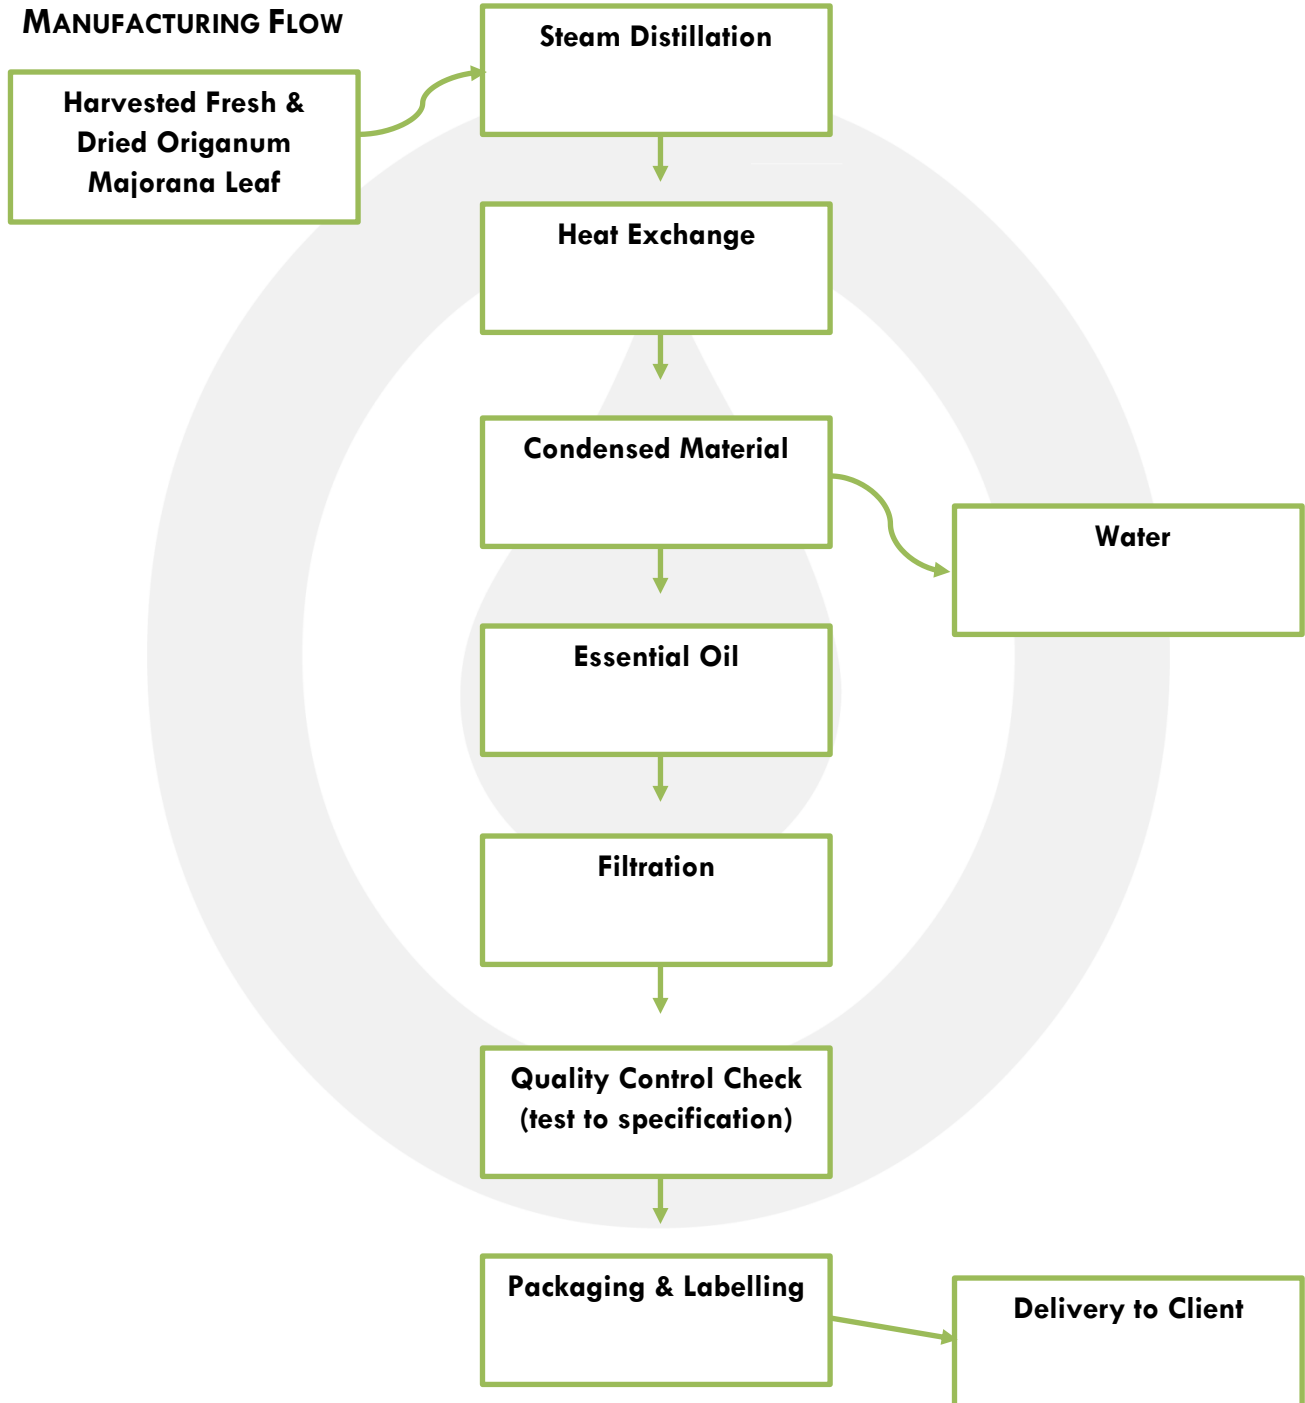 MANUFACTURING FLOW
Harvested Fresh &
Dried Origanum
Majorana Leaf
Steam Distillation
Heat Exchange
Condensed Material
Water
Essential Oil
Filtration
Quality Control Check
(test to specification)
Packaging & Labelling
Delivery to Client